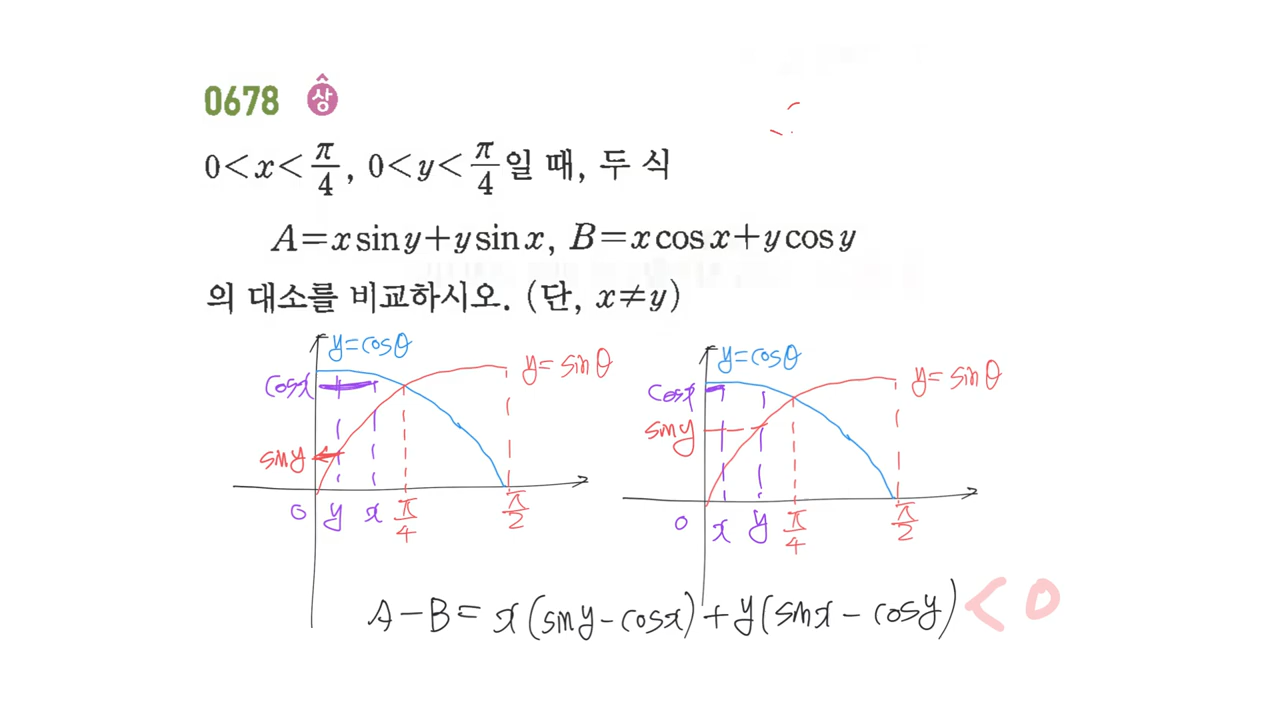 0678 상
0<x<π/4, 0<y<π/4일 때, 두 식
A=x sin y+y sin x, B=x cos x+y cos y
의 대소를 비교하시오. (단, x≠y)
y=cosθ
y=sinθ
cosx
siny
0 y x π/4 π/2
y=cosθ
y=sinθ
cosx
siny
0 x y π/4 π/2
A-B= x(siny-cosx)+y(sinx-cosy)<0